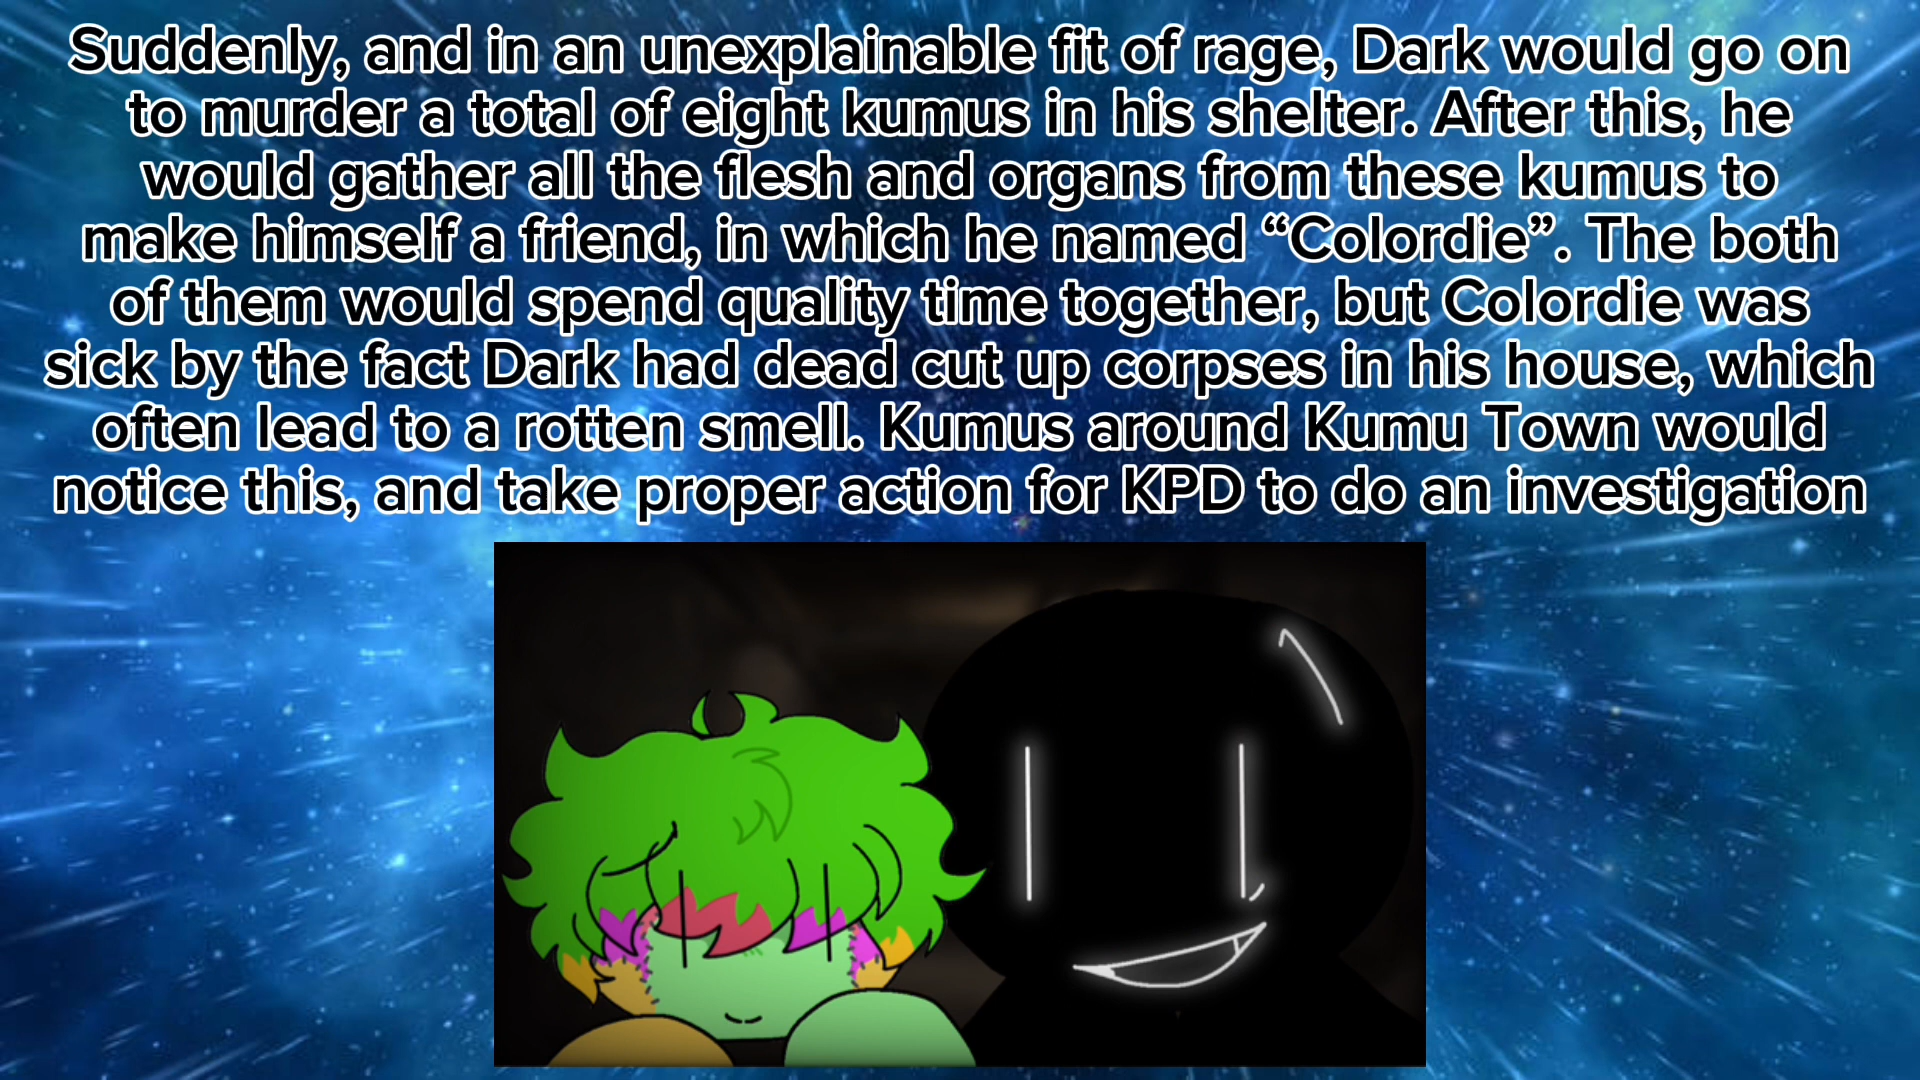 Suddenly, and in an unexplainable fit of rage, Dark would go on
to murder a total of eight kumus in his shelter. After this, he
would gather all the flesh and organs from these kumus to
make himself a friend, in which he named “Colordie”. The both
of them would spend quality time together, but Colordie was
sick by the fact Dark had dead cut up corpses in his house, which
often lead to a rotten smell. Kumus around Kumu Town would
notice this, and take proper action for KPD to do an investigation